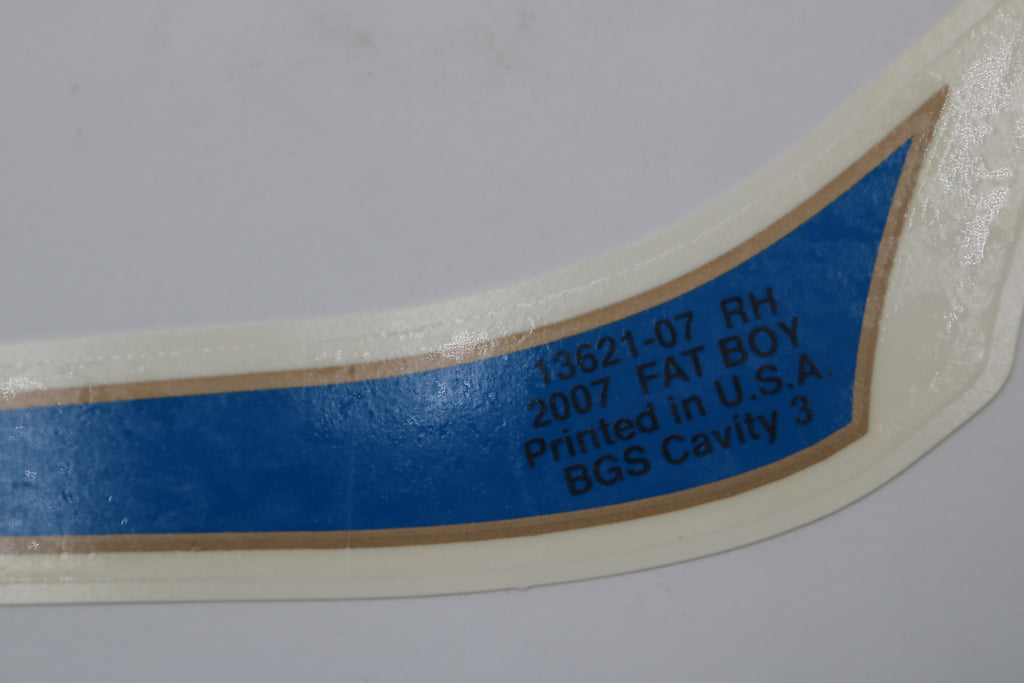 13621-07 RH
2007 FAT BOY
Printed in U.S.A.
BGS Cavity 3